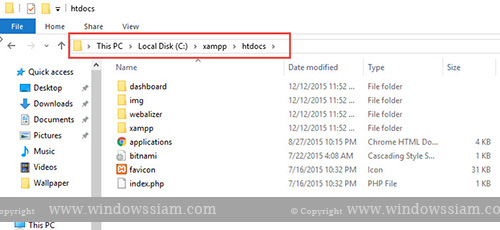 htdocs
File Home Share View
This PC > Local Disk (C:) > xampp > htdocs >
Name Date modified Type Size
Quick access
Desktop
Downloads
Documents
Pictures
Music
Videos
Wallpaper
This PC
dashboard 12/12/2015 11:52 ... File folder
img 12/12/2015 11:52 ... File folder
webalizer 12/12/2015 11:52 ... File folder
xampp 12/12/2015 11:52 ... File folder
applications 8/27/2015 10:15 PM Chrome HTML Do... 4 KB
bitnami 7/22/2015 4:08 AM Cascading Style S... 1 KB
favicon 7/16/2015 10:32 PM Icon 31 KB
index.php 7/16/2015 10:32 PM PHP File 1 KB
Copyright www.windowssiam.com
© Copyright www.windowssiam.com